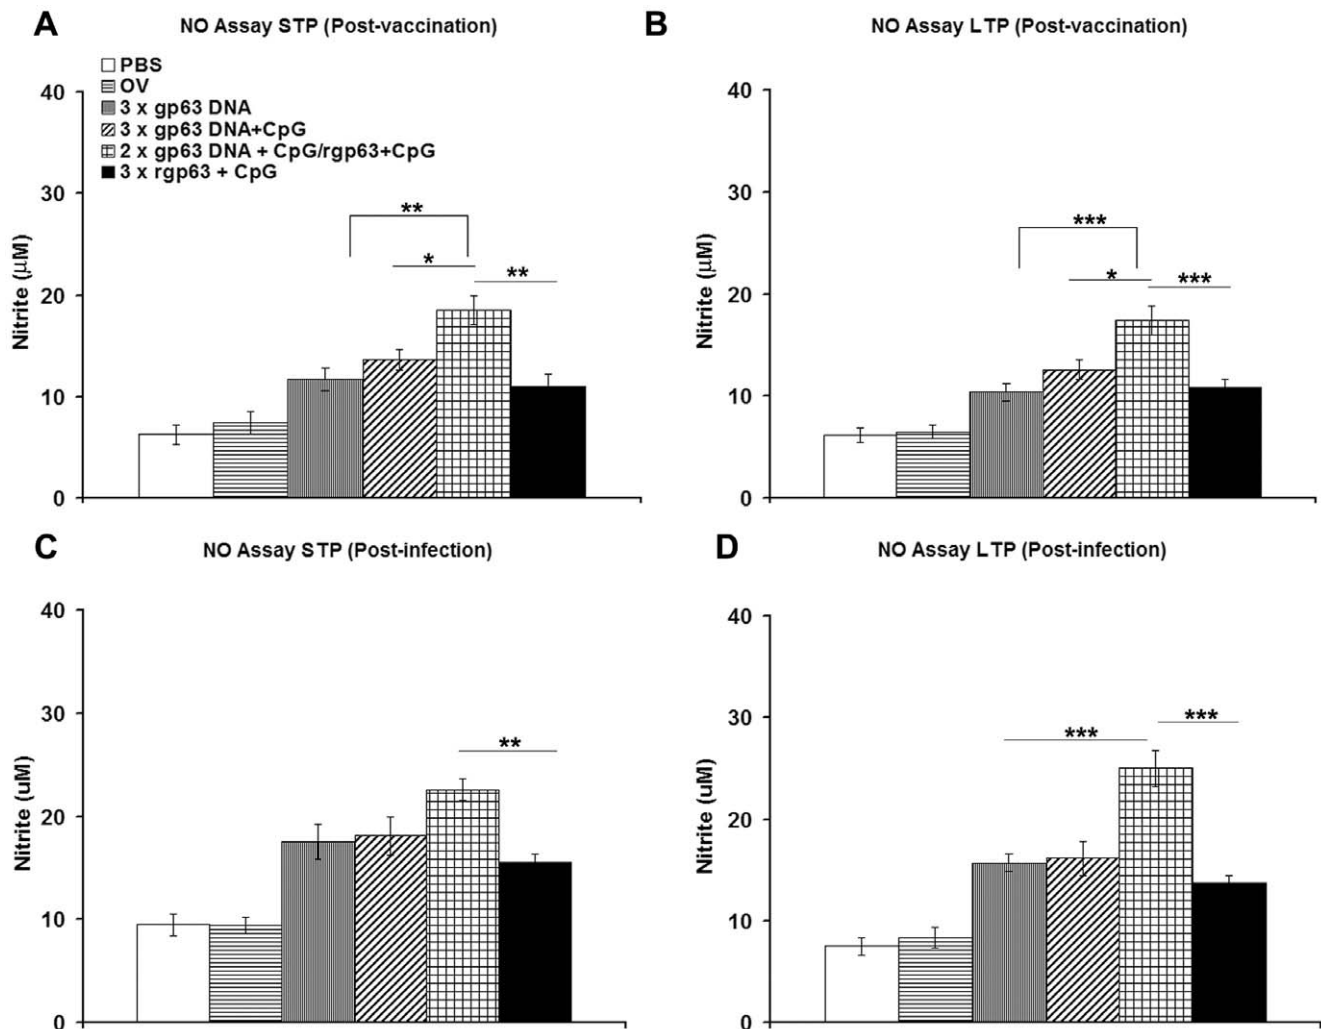 A
NO Assay STP (Post-vaccination)
PBS
OV
3 x gp63 DNA
3 x gp63 DNA+CpG
2 x gp63 DNA + CpG/rgp63+CpG
3 x rgp63 + CpG
40
30
20
10
0
Nitrite (µM)
**
*
**
B
NO Assay LTP (Post-vaccination)
40
30
20
10
0
Nitrite (µM)
***
*
***
C
NO Assay STP (Post-infection)
40
30
20
10
0
Nitrite (uM)
**
D
NO Assay LTP (Post-infection)
40
30
20
10
0
Nitrite (uM)
***
***